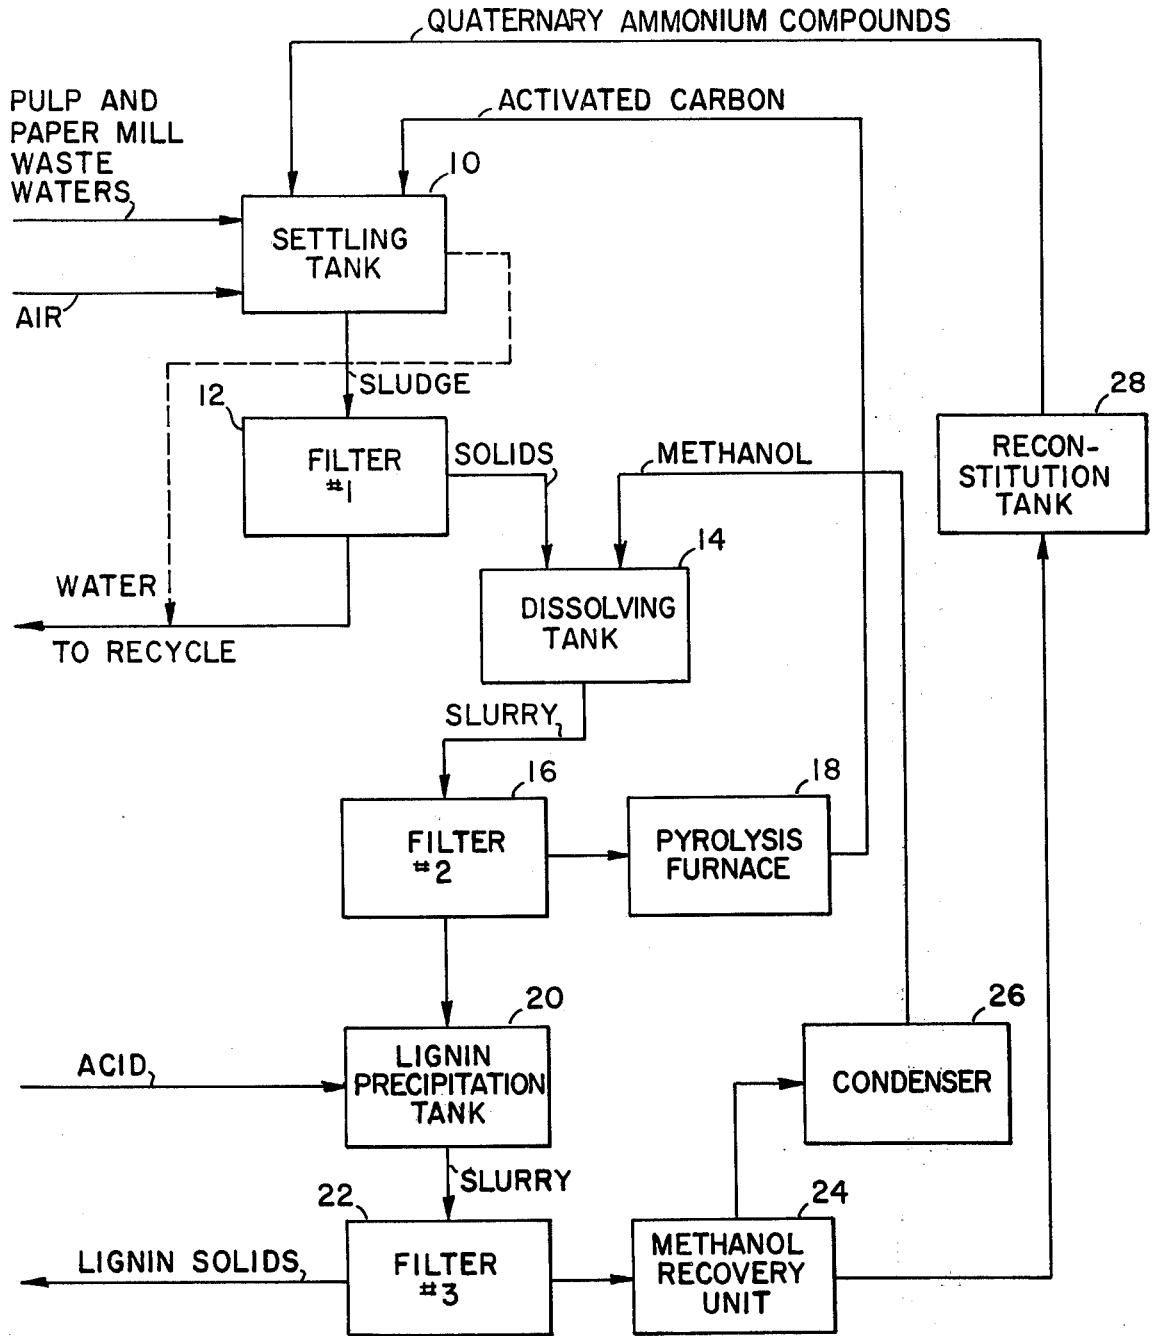 QUATERNARY AMMONIUM COMPOUNDS
ACTIVATED CARBON
PULP AND
PAPER MILL
WASTE
WATERS
10
SETTLING
TANK
AIR
SLUDGE
12
FILTER
#1
SOLIDS
METHANOL
28
RECON-
STITUTION
TANK
14
DISSOLVING
TANK
WATER
TO RECYCLE
SLURRY
16
FILTER
#2
18
PYROLYSIS
FURNACE
20
LIGNIN
PRECIPITATION
TANK
ACID
26
CONDENSER
SLURRY
22
FILTER
#3
LIGNIN SOLIDS
24
METHANOL
RECOVERY
UNIT